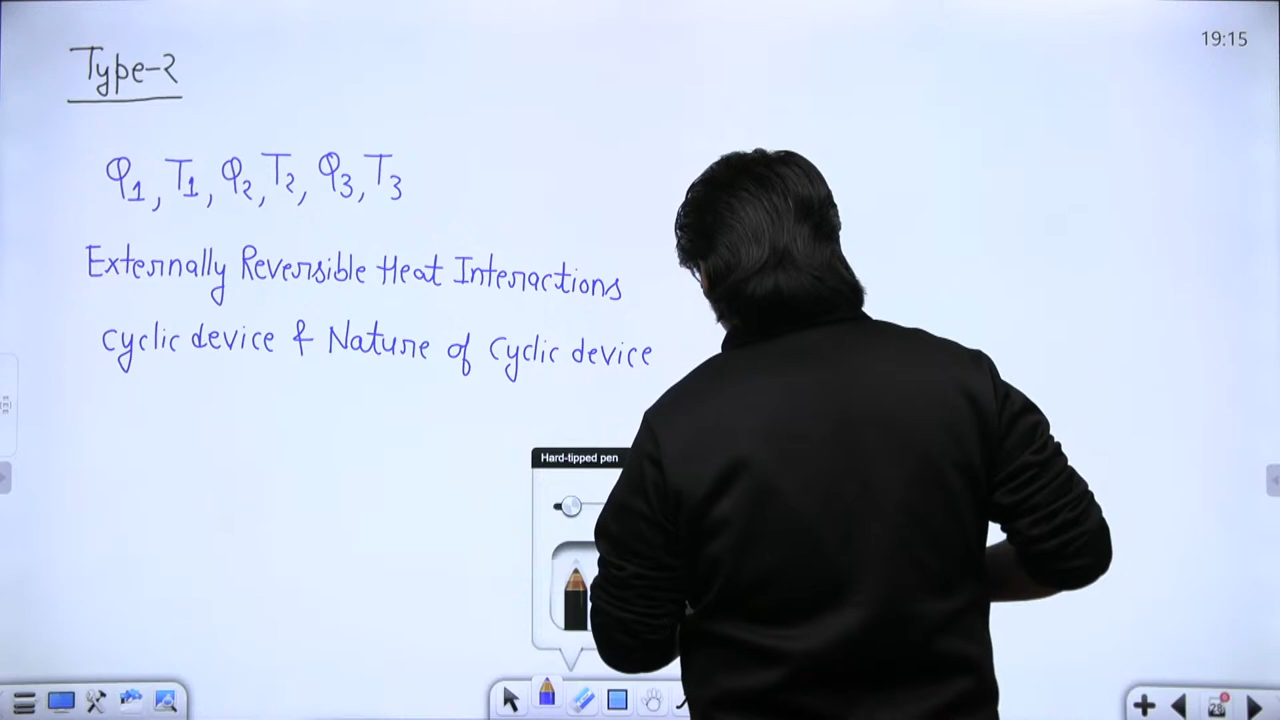 19:15
Type-2
Q1, T1, Q2, T2, Q3, T3
Externally Reversible Heat Interactions
Cyclic device & Nature of Cyclic device
Hard-tipped pen
28